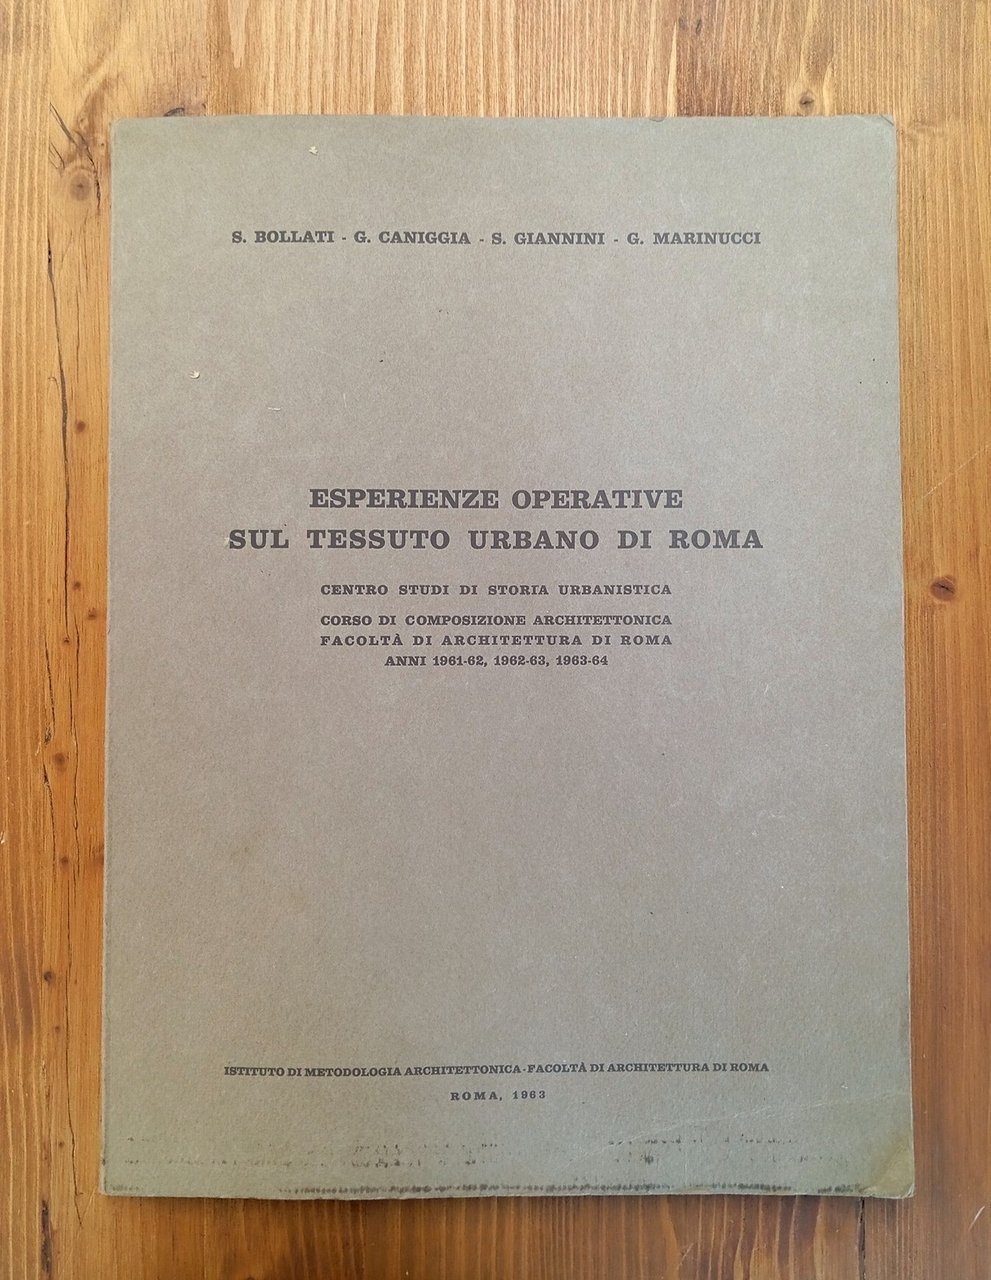 S. BOLLATI - G. CANIGGIA - S. GIANNINI - G. MARINUCCI
ESPERIENZE OPERATIVE
SUL TESSUTO URBANO DI ROMA
CENTRO STUDI DI STORIA URBANISTICA
CORSO DI COMPOSIZIONE ARCHITETTONICA
FACOLTÀ DI ARCHITETTURA DI ROMA
ANNI 1961-62, 1962-63, 1963-64
ISTITUTO DI METODOLOGIA ARCHITETTONICA-FACOLTÀ DI ARCHITETTURA DI ROMA
ROMA, 1963